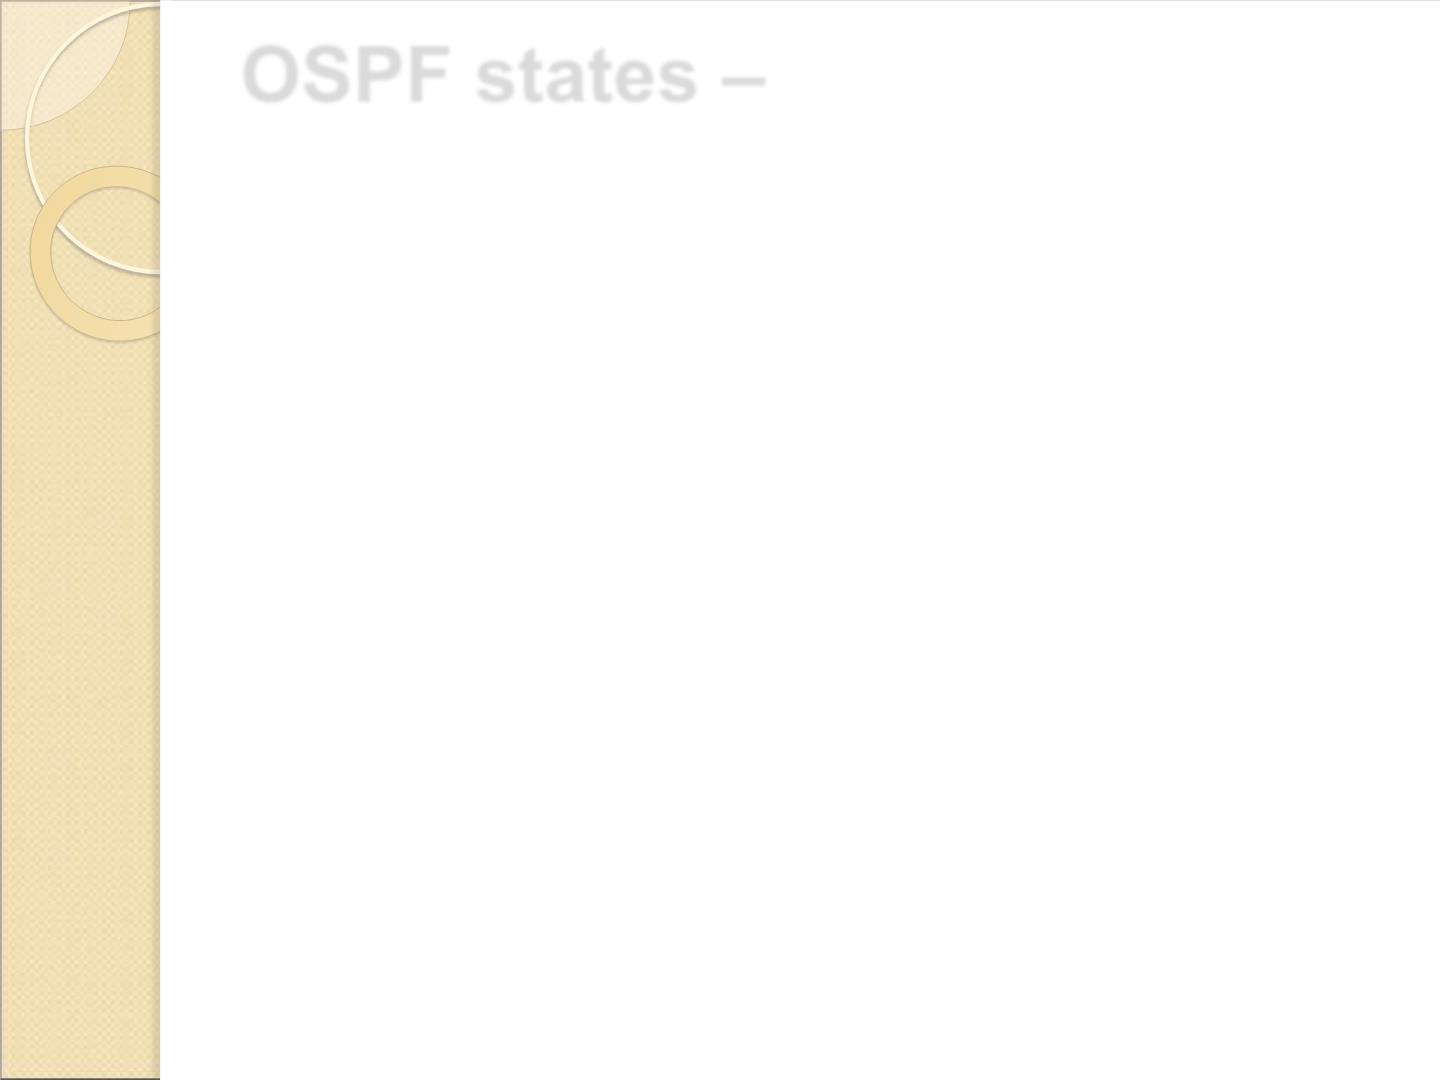 OSPF states –